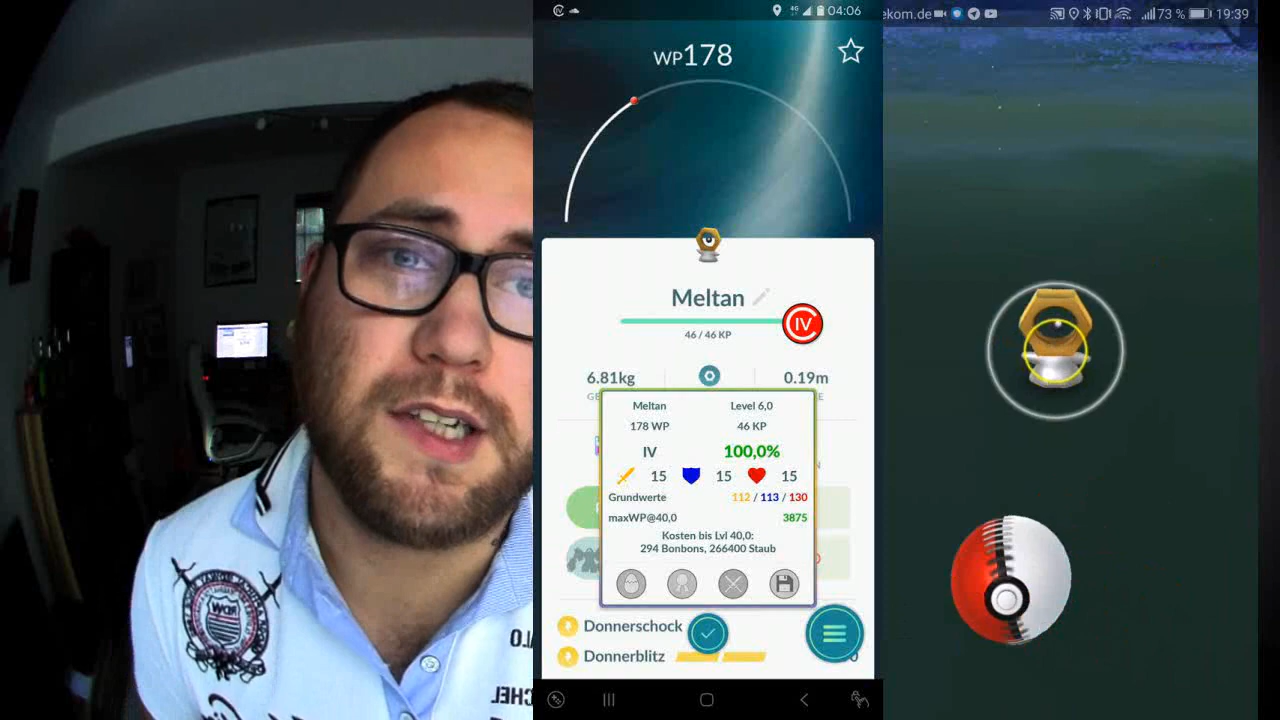 04:06
WP178
Meltan
IV
46 / 46 KP
6.81kg
0.19m
Meltan
Level 6,0
178 WP
46 KP
IV
100,0%
15
15
15
Grundwerte
112 / 113 / 130
maxWP@40,0
3875
Kosten bis Lvl 40,0:
294 Bonbons, 266400 Staub
Donnerschock
Donnerblitz
ekom.de
73 %
19:39